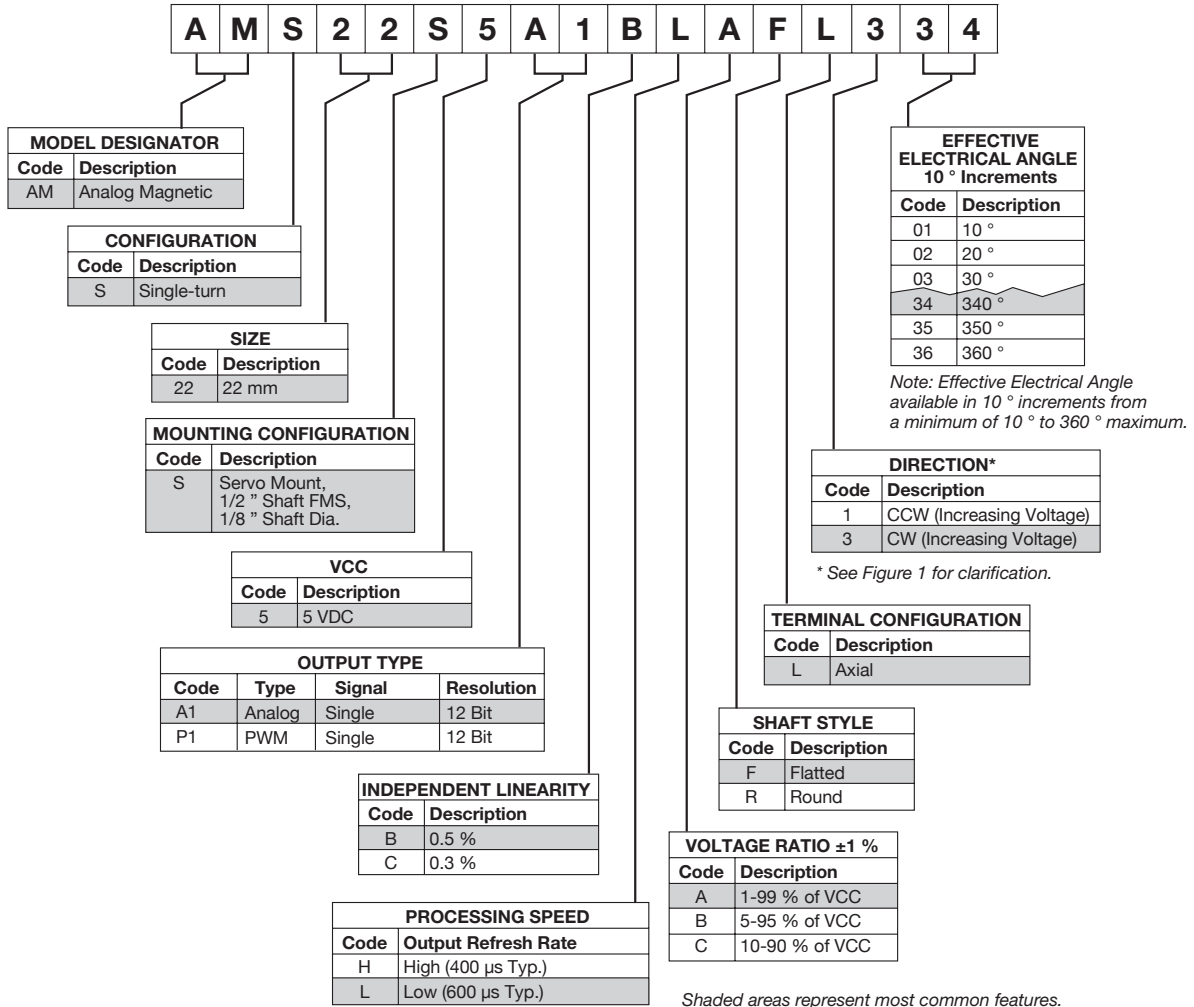 A M S 2 2 S 5 A 1 B L A F L 3 3 4
MODEL DESIGNATOR
Code Description
AM Analog Magnetic
CONFIGURATION
Code Description
S Single-turn
SIZE
Code Description
22 22 mm
MOUNTING CONFIGURATION
Code Description
S Servo Mount,
1/2 ” Shaft FMS,
1/8 ” Shaft Dia.
VCC
Code Description
5 5 VDC
OUTPUT TYPE
Code Type Signal Resolution
A1 Analog Single 12 Bit
P1 PWM Single 12 Bit
INDEPENDENT LINEARITY
Code Description
B 0.5 %
C 0.3 %
PROCESSING SPEED
Code Output Refresh Rate
H High (400 µs Typ.)
L Low (600 µs Typ.)
EFFECTIVE
ELECTRICAL ANGLE
10 ° Increments
Code Description
01 10 °
02 20 °
03 30 °
34 340 °
35 350 °
36 360 °
Note: Effective Electrical Angle
available in 10 ° increments from
a minimum of 10 ° to 360 ° maximum.
DIRECTION*
Code Description
1 CCW (Increasing Voltage)
3 CW (Increasing Voltage)
* See Figure 1 for clarification.
TERMINAL CONFIGURATION
Code Description
L Axial
SHAFT STYLE
Code Description
F Flatted
R Round
VOLTAGE RATIO ±1 %
Code Description
A 1-99 % of VCC
B 5-95 % of VCC
C 10-90 % of VCC
Shaded areas represent most common features.